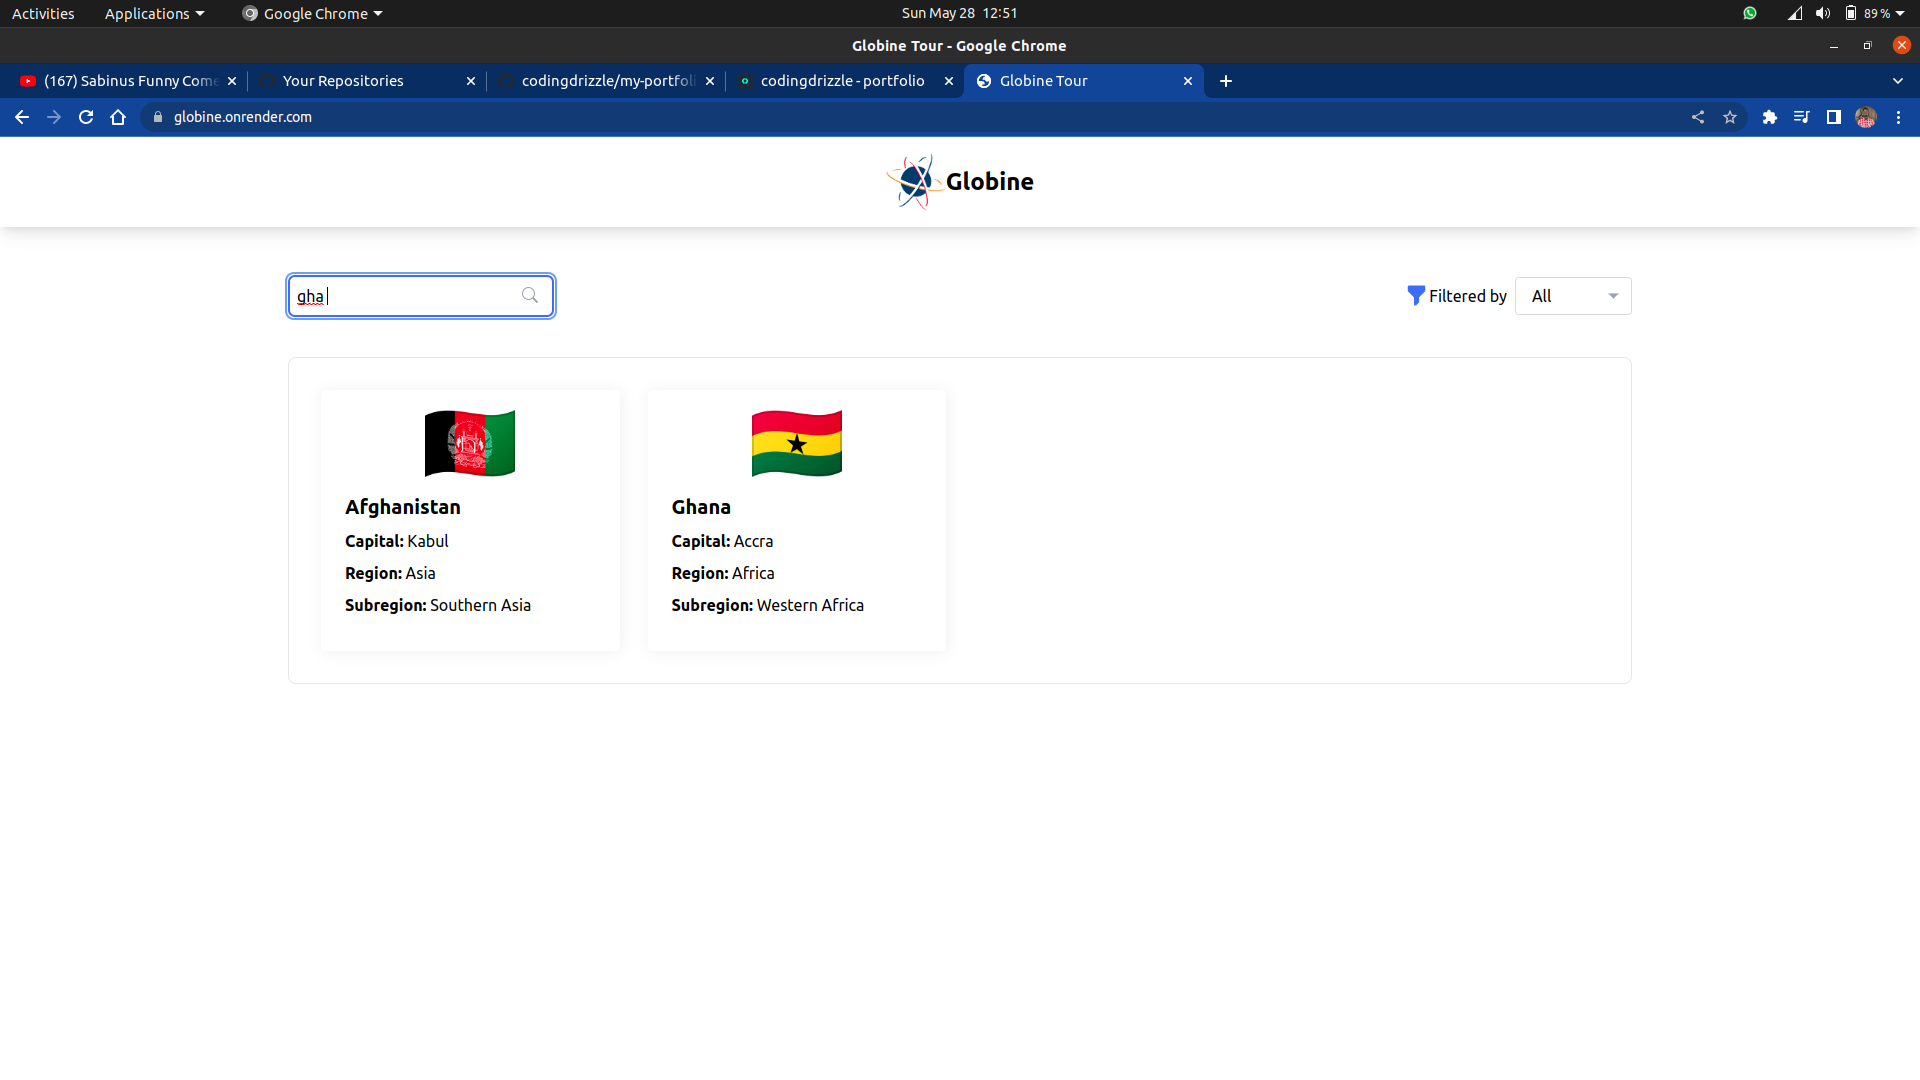 Activities Applications Google Chrome Sun May 28 12:51 89 %
Globine Tour - Google Chrome
(167) Sabinus Funny Come Your Repositories codingdrizzle/my-portfoli codingdrizzle - portfolio Globine Tour
globine.onrender.com
Globine
gha Filtered by All
Afghanistan Ghana
Capital: Kabul Capital: Accra
Region: Asia Region: Africa
Subregion: Southern Asia Subregion: Western Africa